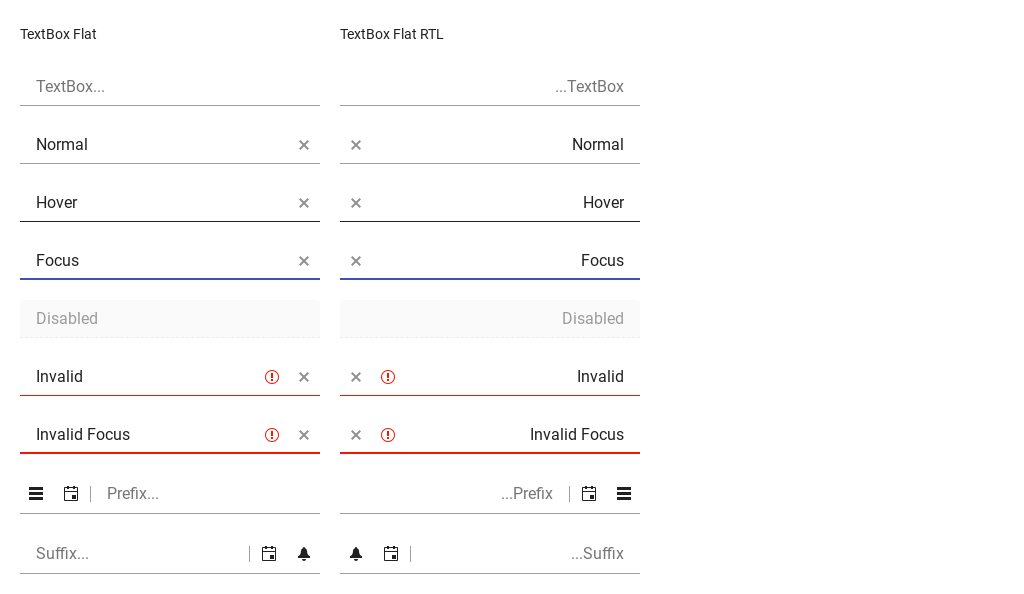 TextBox Flat
TextBox Flat RTL
TextBox...
...TextBox
Normal
Normal
Hover
Hover
Focus
Focus
Disabled
Disabled
Invalid
Invalid
Invalid Focus
Invalid Focus
Prefix...
...Prefix
Suffix...
...Suffix